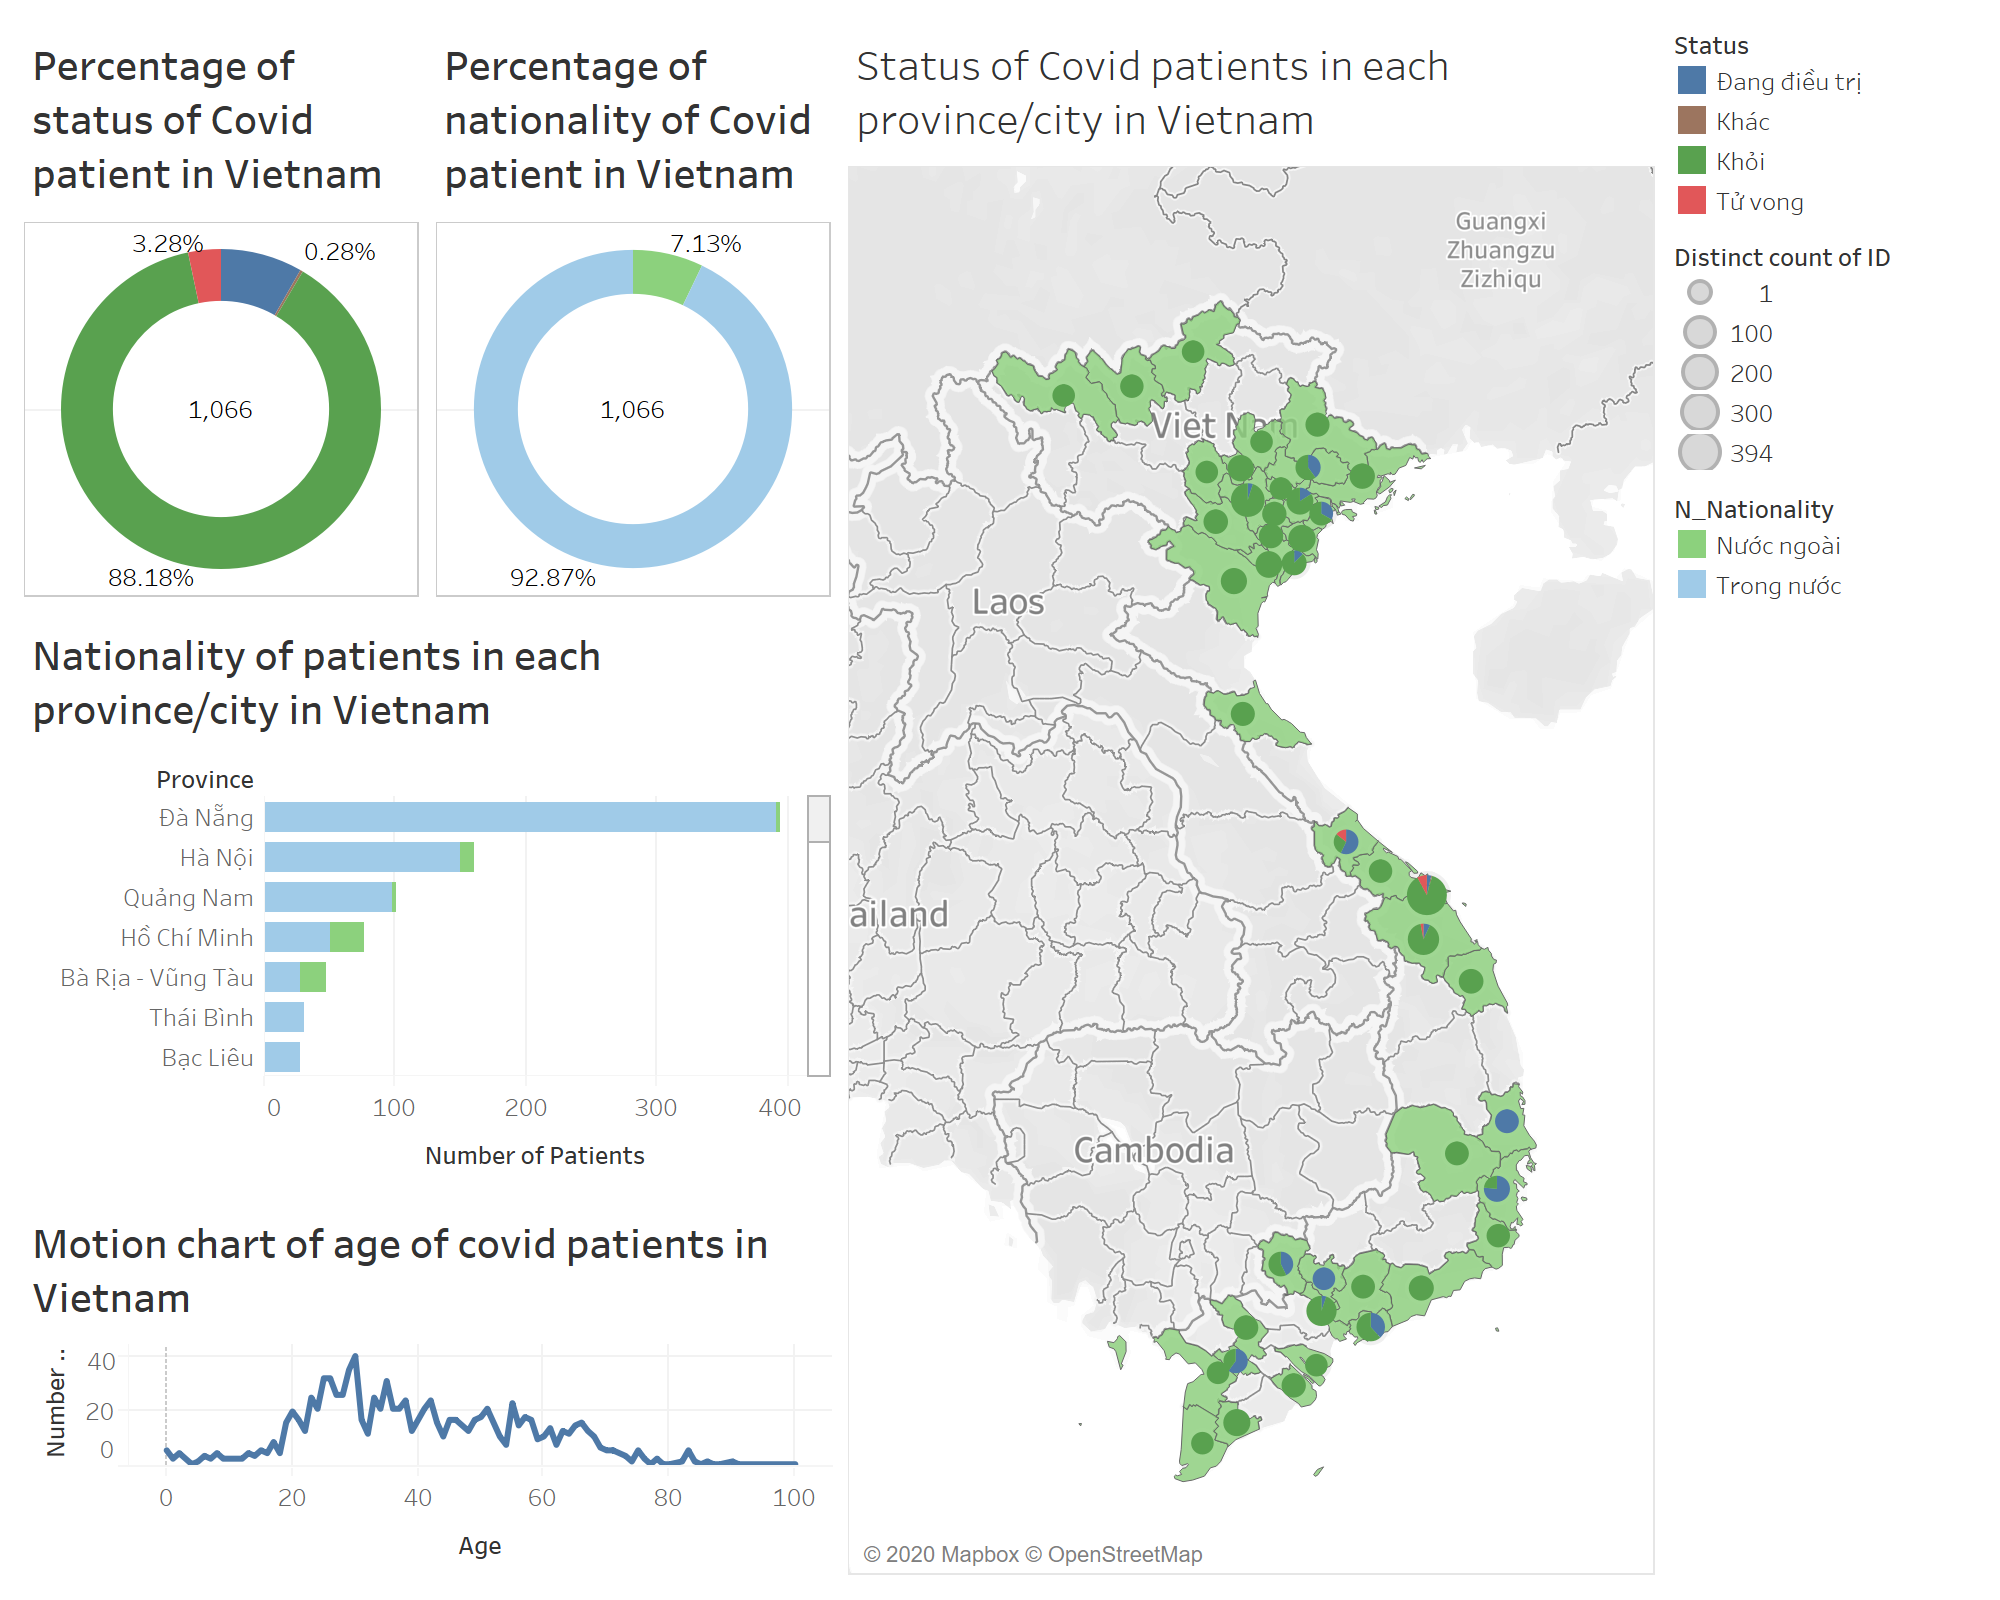 Percentage of
status of Covid
patient in Vietnam
3.28%
0.28%
1,066
88.18%
Percentage of
nationality of Covid
patient in Vietnam
7.13%
1,066
92.87%
Nationality of patients in each
province/city in Vietnam
Province
Đà Nẵng
Hà Nội
Quảng Nam
Hồ Chí Minh
Bà Rịa - Vũng Tàu
Thái Bình
Bạc Liêu
0 100 200 300 400
Number of Patients
Motion chart of age of covid patients in
Vietnam
Number ..
40
20
0
0 20 40 60 80 100
Age
Status of Covid patients in each
province/city in Vietnam
Guangxi
Zhuangzu
Zizhiqu
Viet Nam
Laos
ailand
Cambodia
© 2020 Mapbox © OpenStreetMap
Status
Đang điều trị
Khác
Khỏi
Tử vong
Distinct count of ID
1
100
200
300
394
N_Nationality
Nước ngoài
Trong nước